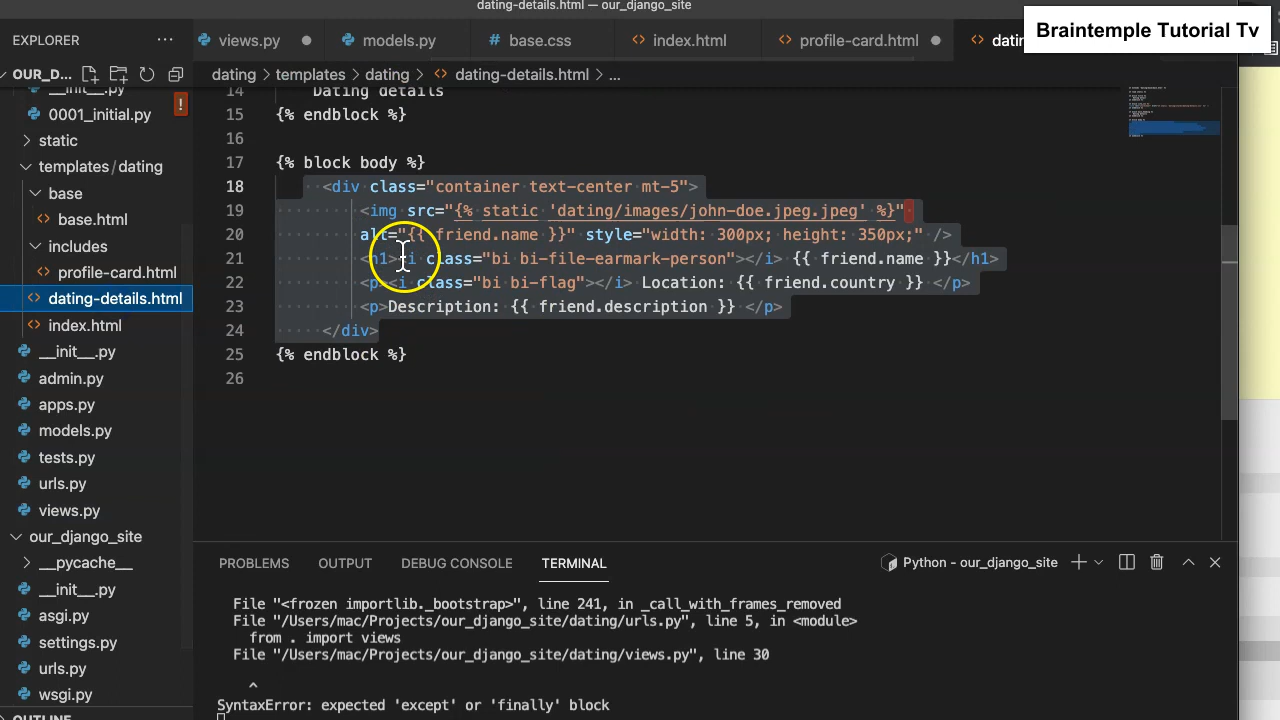 dating-details.html — our_django_site
Braintemple Tutorial Tv
EXPLORER
views.py
models.py
base.css
index.html
profile-card.html
OUR_D...
dating > templates > dating > dating-details.html > ...
__init__.py
0001_initial.py
static
templates/dating
base
base.html
includes
profile-card.html
dating-details.html
index.html
__init__.py
admin.py
apps.py
models.py
tests.py
urls.py
views.py
our_django_site
__pycache__
__init__.py
asgi.py
settings.py
urls.py
wsgi.py
OUTLINE
14 Dating details
15 {% endblock %}
16
17 {% block body %}
18 <div class="container text-center mt-5">
19 <img src="{% static 'dating/images/john-doe.jpeg.jpeg' %}"
20 alt="{{ friend.name }}" style="width: 300px; height: 350px;" />
21 <h1><i class="bi bi-file-earmark-person"></i> {{ friend.name }}</h1>
22 <p><i class="bi bi-flag"></i> Location: {{ friend.country }} </p>
23 <p>Description: {{ friend.description }} </p>
24 </div>
25 {% endblock %}
26
PROBLEMS OUTPUT DEBUG CONSOLE TERMINAL
Python - our_django_site
File "<frozen importlib._bootstrap>", line 241, in _call_with_frames_removed
File "/Users/mac/Projects/our_django_site/dating/urls.py", line 5, in <module>
from . import views
File "/Users/mac/Projects/our_django_site/dating/views.py", line 30
^
SyntaxError: expected 'except' or 'finally' block